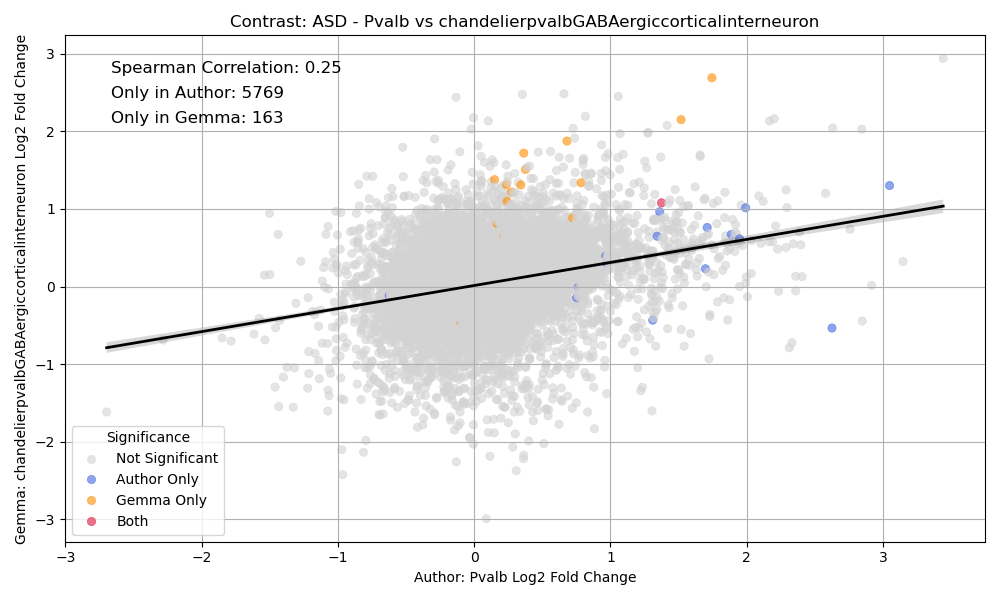 Contrast: ASD - Pvalb vs chandelierpvalbGABAergiccorticalinterneuron
Gemma: chandelierpvalbGABAergiccorticalinterneuron Log2 Fold Change
3
2
1
0
−1
−2
−3
Spearman Correlation: 0.25
Only in Author: 5769
Only in Gemma: 163
Significance
Not Significant
Author Only
Gemma Only
Both
−3
−2
−1
0
1
2
3
Author: Pvalb Log2 Fold Change